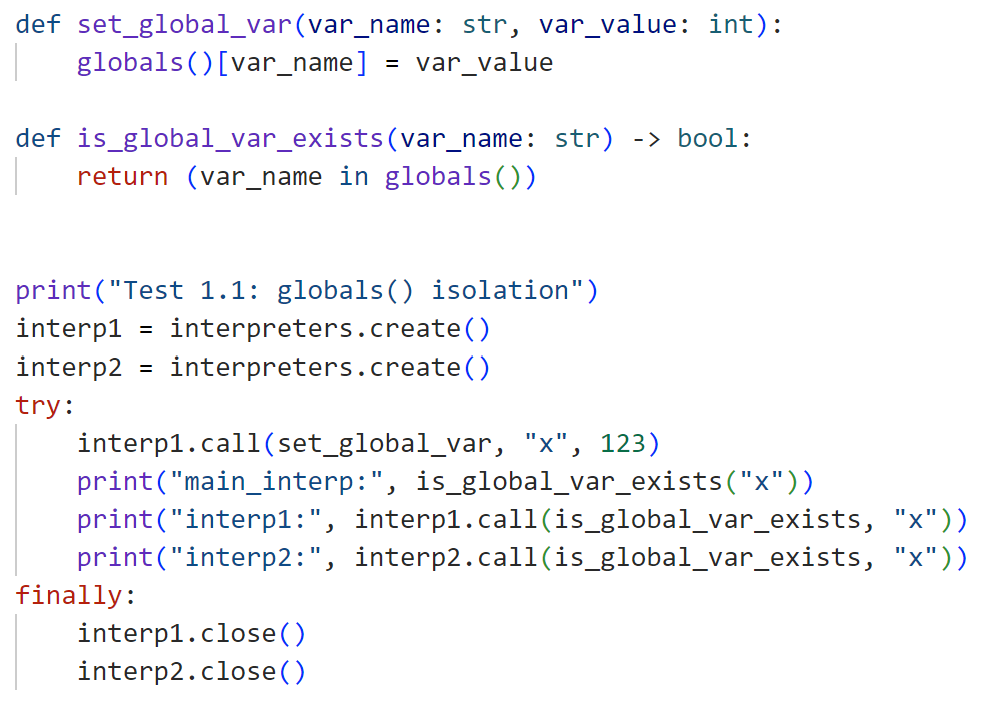 def set_global_var(var_name: str, var_value: int):
    globals()[var_name] = var_value
def is_global_var_exists(var_name: str) -> bool:
    return (var_name in globals())
print("Test 1.1: globals() isolation")
interp1 = interpreters.create()
interp2 = interpreters.create()
try:
    interp1.call(set_global_var, "x", 123)
    print("main_interp:", is_global_var_exists("x"))
    print("interp1:", interp1.call(is_global_var_exists, "x"))
    print("interp2:", interp2.call(is_global_var_exists, "x"))
finally:
    interp1.close()
    interp2.close()